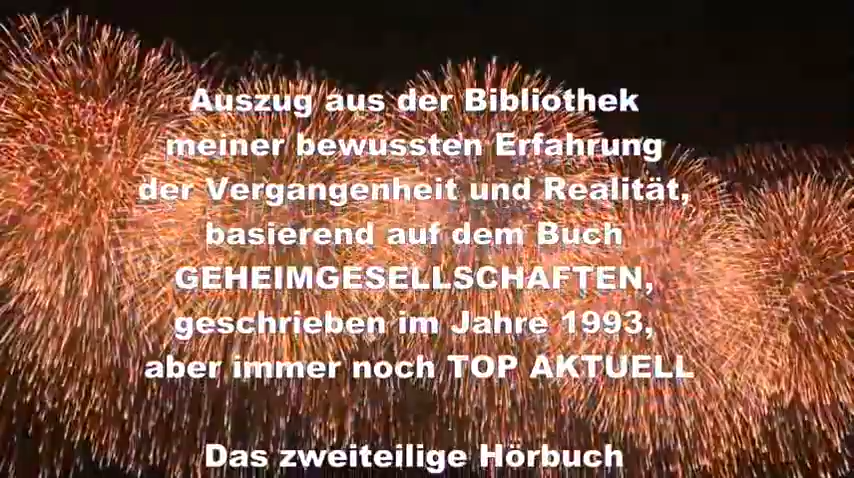 Auszug aus der Bibliothek
meiner bewussten Erfahrung
der Vergangenheit und Realität,
basierend auf dem Buch
GEHEIMGESELLSCHAFTEN,
geschrieben im Jahre 1993,
aber immer noch TOP AKTUELL
Das zweiteilige Hörbuch